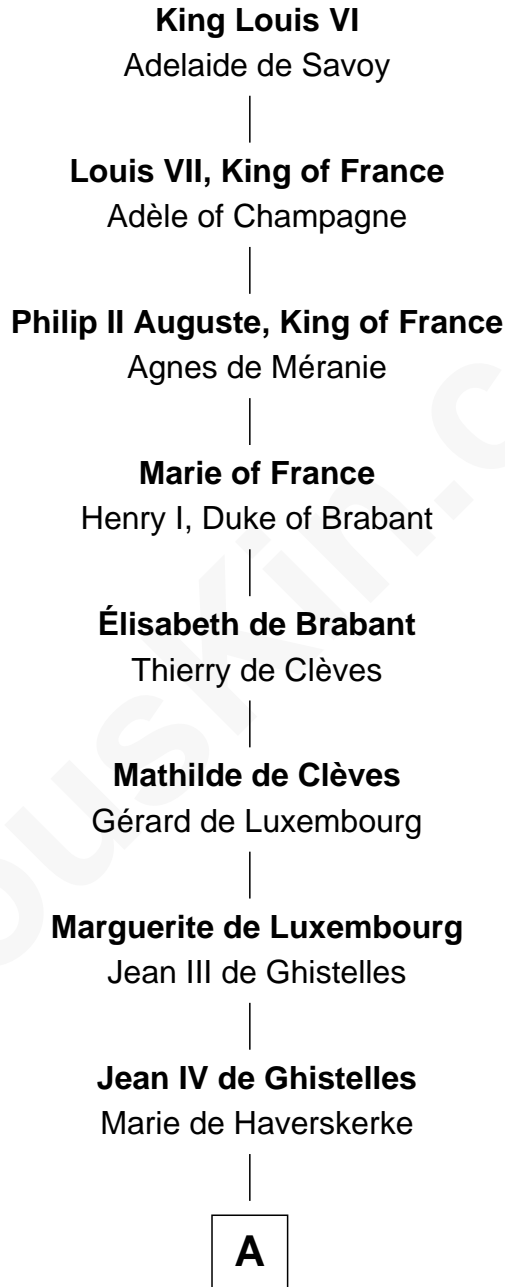 King Louis VI
Adelaide de Savoy
Louis VII, King of France
Adèle of Champagne
Philip II Auguste, King of France
Agnes de Méranie
Marie of France
Henry I, Duke of Brabant
Élisabeth de Brabant
Thierry de Clèves
Mathilde de Clèves
Gérard de Luxembourg
Marguerite de Luxembourg
Jean III de Ghistelles
Jean IV de Ghistelles
Marie de Haverskerke
A